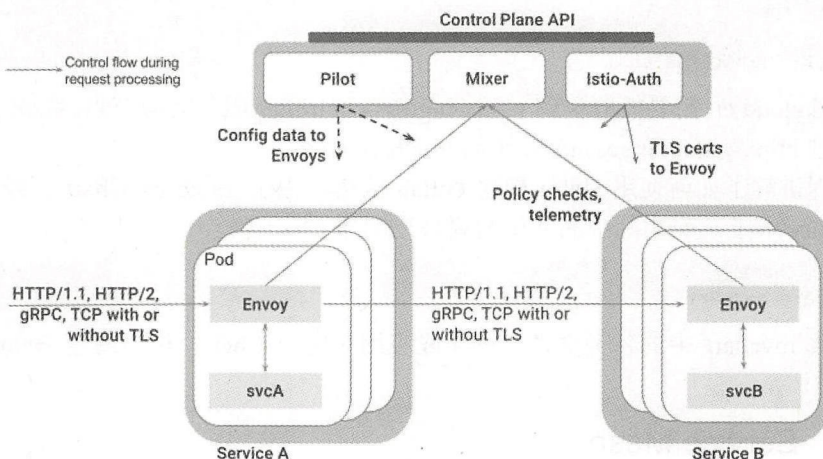 Control Plane API
Control flow during
request processing
Pilot
Mixer
Istio-Auth
Config data to
Envoys
TLS certs
to Envoy
Policy checks,
telemetry
Pod
HTTP/1.1, HTTP/2,
gRPC, TCP with or
without TLS
Envoy
HTTP/1.1, HTTP/2,
gRPC, TCP with or
without TLS
Envoy
svcA
svcB
Service A
Service B